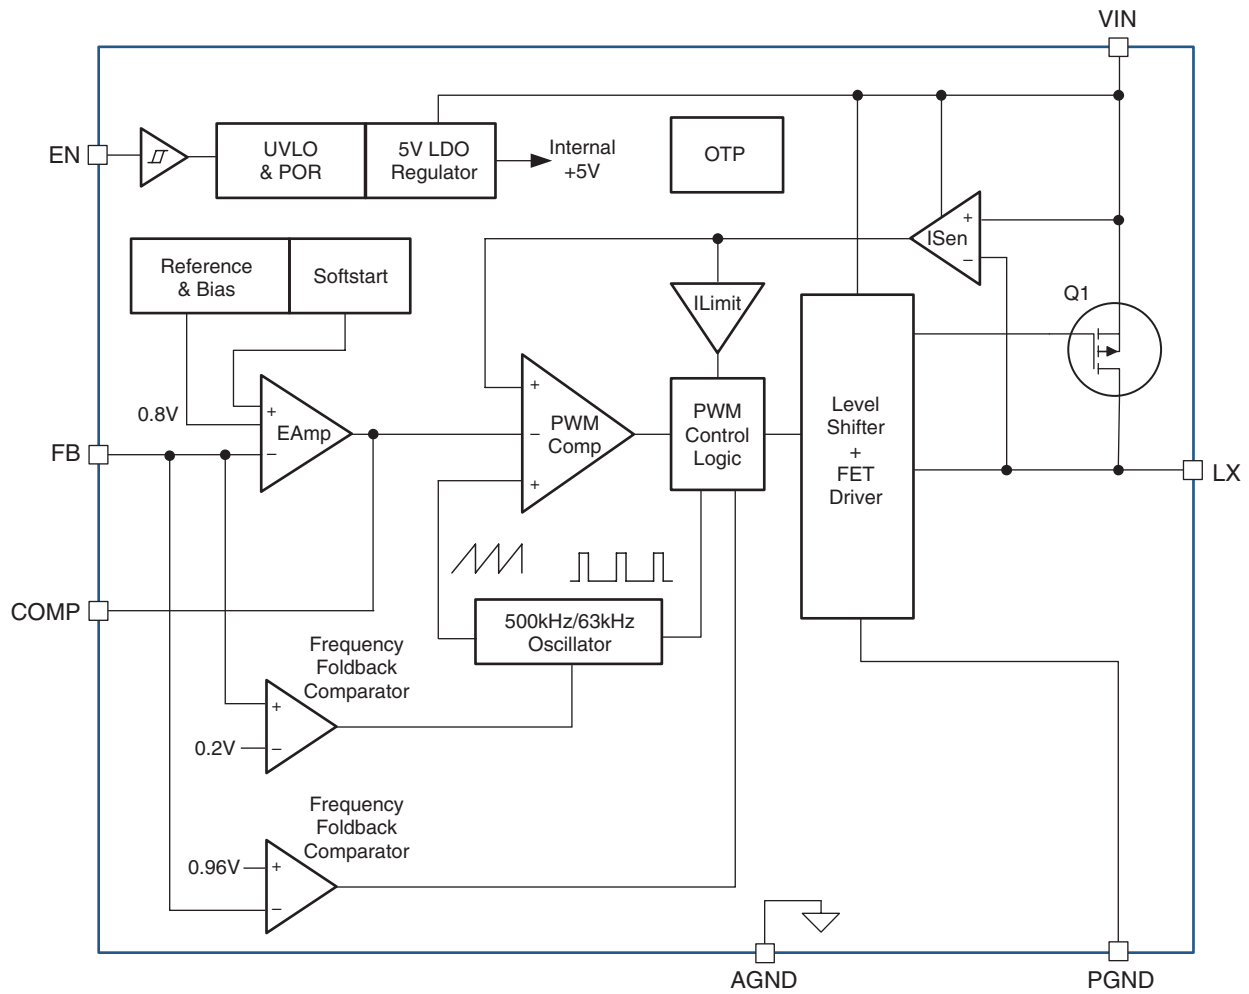 VIN
EN
UVLO
& POR
5V LDO
Regulator
Internal
+5V
OTP
+
ISen
−
Reference
& Bias
Softstart
ILimit
Q1
0.8V
+
EAmp
−
FB
+
−
PWM
Comp
+
PWM
Control
Logic
Level
Shifter
+
FET
Driver
LX
COMP
500kHz/63kHz
Oscillator
Frequency
Foldback
Comparator
+
0.2V
−
Frequency
Foldback
Comparator
0.96V
+
−
AGND
PGND